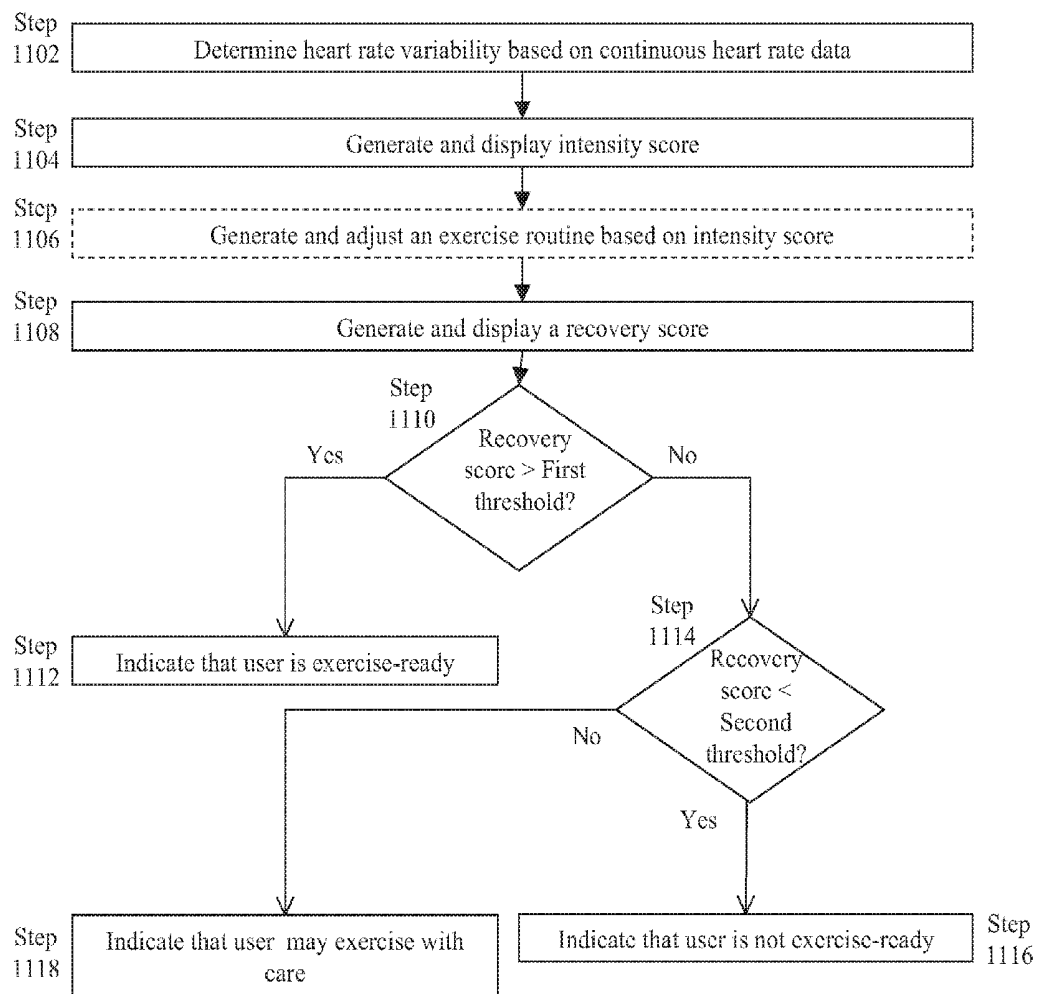 Step
1102
Determine heart rate variability based on continuous heart rate data
Step
1104
Generate and display intensity score
Step
1106
Generate and adjust an exercise routine based on intensity score
Step
1108
Generate and display a recovery score
Step
1110
Recovery
score > First
threshold?
Yes
No
Step
1112
Indicate that user is exercise-ready
Step
1114
Recovery
score <
Second
threshold?
No
Yes
Step
1118
Indicate that user may exercise with
care
Indicate that user is not exercise-ready
Step
1116